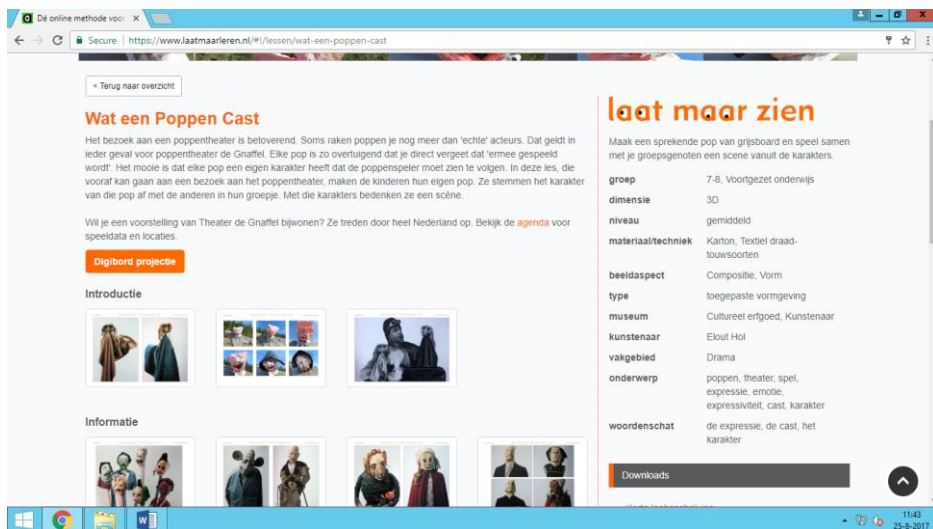 Dé online methode voor
Secure | https://www.laatmaarleren.nl/#!/lessen/wat-een-poppen-cast
< Terug naar overzicht
Wat een Poppen Cast
Het bezoek aan een poppentheater is betoverend. Soms raken poppen je nog meer dan 'echte' acteurs. Dat geldt in
ieder geval voor poppentheater de Gnaffel. Elke pop is zo overtuigend dat je direct vergeet dat 'ermee gespeeld
wordt'. Het mooie is dat elke pop een eigen karakter heeft dat de poppenspeler moet zien te volgen. In deze les, die
vooraf kan gaan aan een bezoek aan het poppentheater, maken de kinderen hun eigen pop. Ze stemmen het karakter
van die pop af met de anderen in hun groepje. Met die karakters bedenken ze een scène.
Wil je een voorstelling van Theater de Gnaffel bijwonen? Ze treden door heel Nederland op. Bekijk de agenda voor
speeldata en locaties.
Digibord projectie
Introductie
Informatie
laat maar zien
Maak een sprekende pop van grijsboard en speel samen
met je groepsgenoten een scene vanuit de karakters.
groep 7-8, Voortgezet onderwijs
dimensie 3D
niveau gemiddeld
materiaal/techniek Karton, Textiel draad-
touwsoorten
beeldaspect Compositie, Vorm
type toegepaste vormgeving
museum Cultureel erfgoed, Kunstenaar
kunstenaar Elout Hol
vakgebied Drama
onderwerp poppen, theater, spel,
expressie, emotie,
expressiviteit, cast, karakter
woordenschat de expressie, de cast, het
karakter
Downloads
11:43
25-8-2017